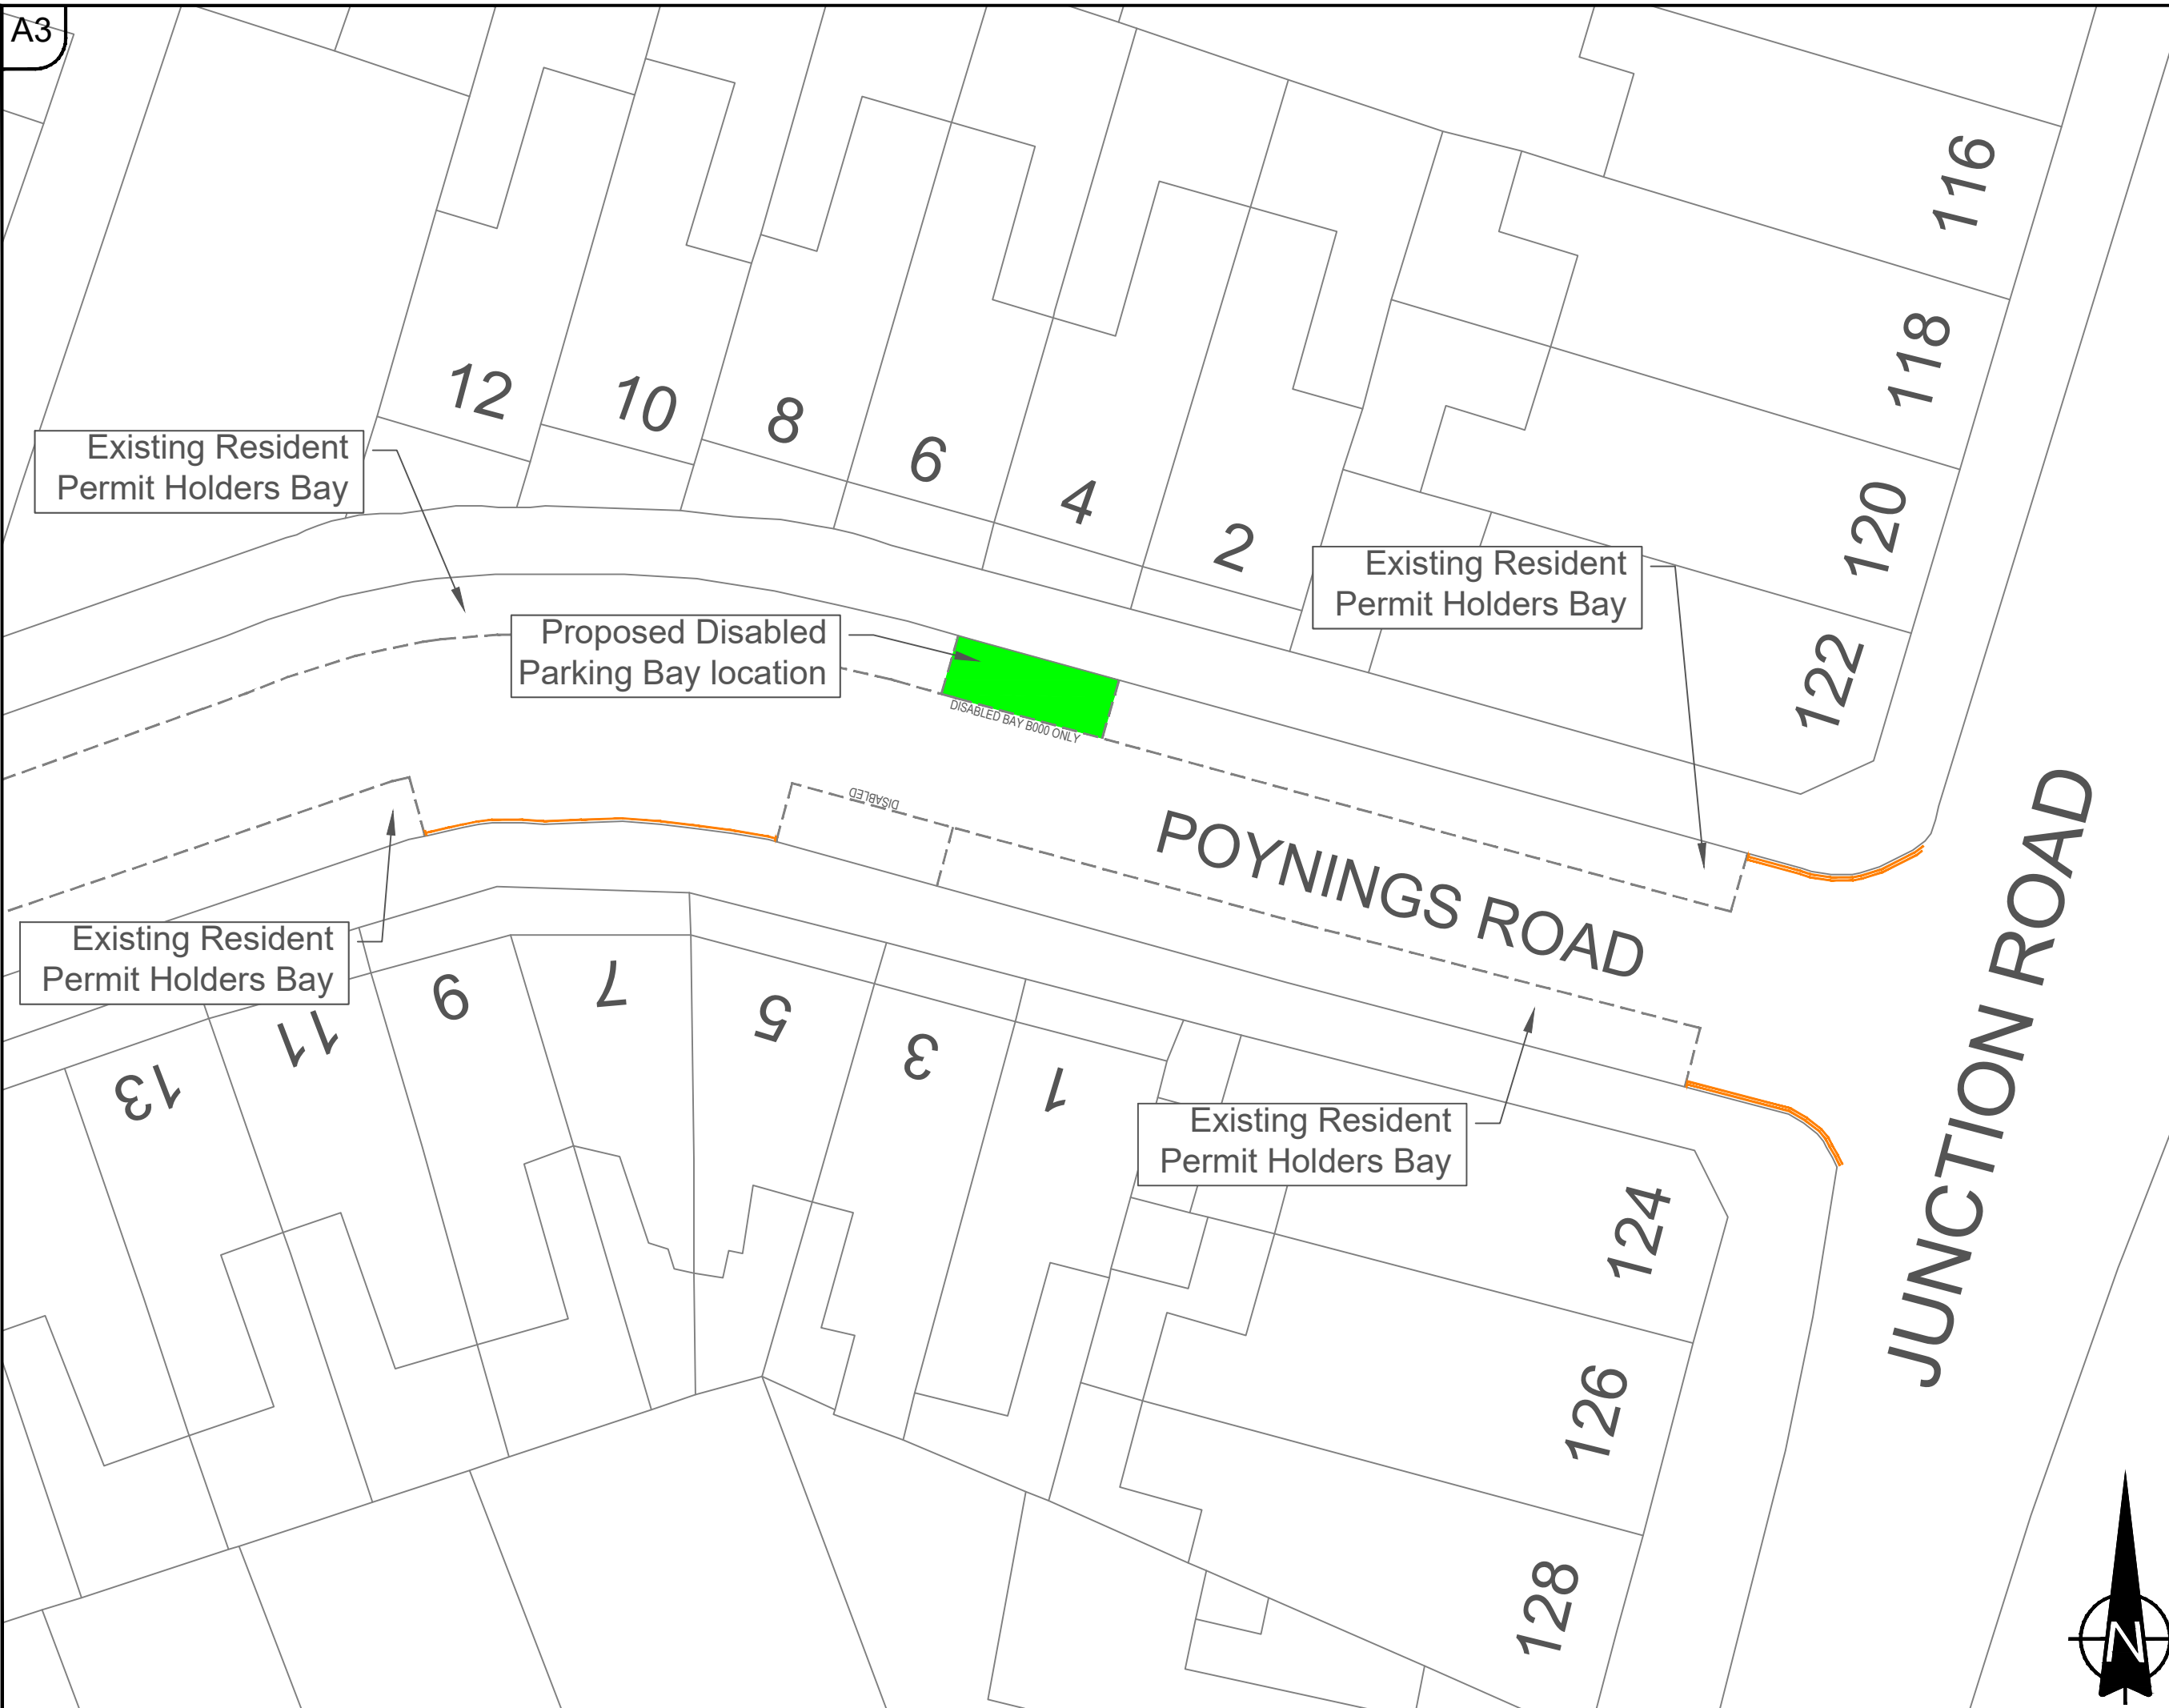 A3
116
118
120
122
12
10
8
6
4
2
Existing Resident
Permit Holders Bay
Existing Resident
Permit Holders Bay
Proposed Disabled
Parking Bay location
DISABLED BAY B000 ONLY
DISABLED
POYNINGS ROAD
JUNCTION ROAD
Existing Resident
Permit Holders Bay
13
11
9
7
5
3
1
Existing Resident
Permit Holders Bay
124
126
128
N